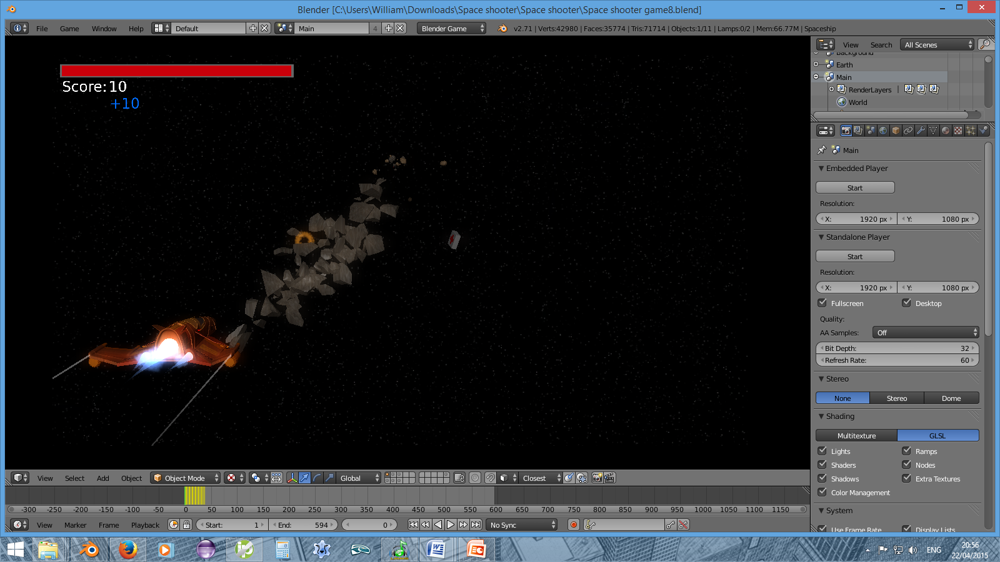 Blender [C:\Users\William\Downloads\Space shooter\Space shooter\Space shooter game8.blend]
File Game Window Help Default Main 4 Blender Game v2.71 | Verts:42980 | Faces:35774 | Tris:71714 | Objects:1/11 | Lamps:0/2 | Mem:66.77M | Spaceship
View Search All Scenes
Background
Earth
Main
RenderLayers
World
Score: 10
+10
Main
Embedded Player
Start
Resolution:
X: 1920 px Y: 1080 px
Standalone Player
Start
Resolution:
X: 1920 px Y: 1080 px
Fullscreen Desktop
Quality:
AA Samples: Off
Bit Depth: 32
Refresh Rate: 60
Stereo
None Stereo Dome
Shading
Multitexture GLSL
Lights Ramps
Shaders Nodes
Shadows Extra Textures
Color Management
System
Use Frame Rate Display Lists
View Select Add Object Object Mode Global Closest
-300 -250 -200 -150 -100 -50 0 50 100 150 200 250 300 350 400 450 500 550 600 650 700 750 800 850 900 950 1000 1050 1100 1150
View Marker Frame Playback Start: 1 End: 594 0 No Sync
ENG 20:56
22/04/2015